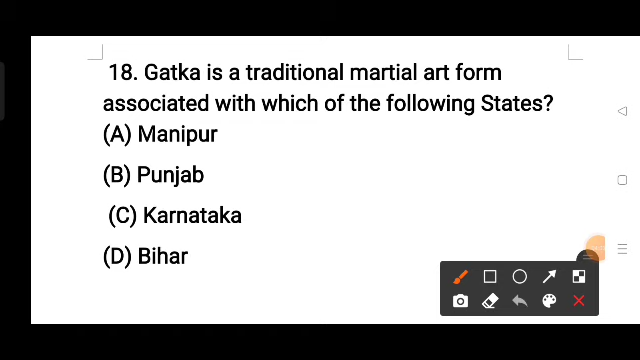 18. Gatka is a traditional martial art form
associated with which of the following States?
(A) Manipur
(B) Punjab
(C) Karnataka
(D) Bihar